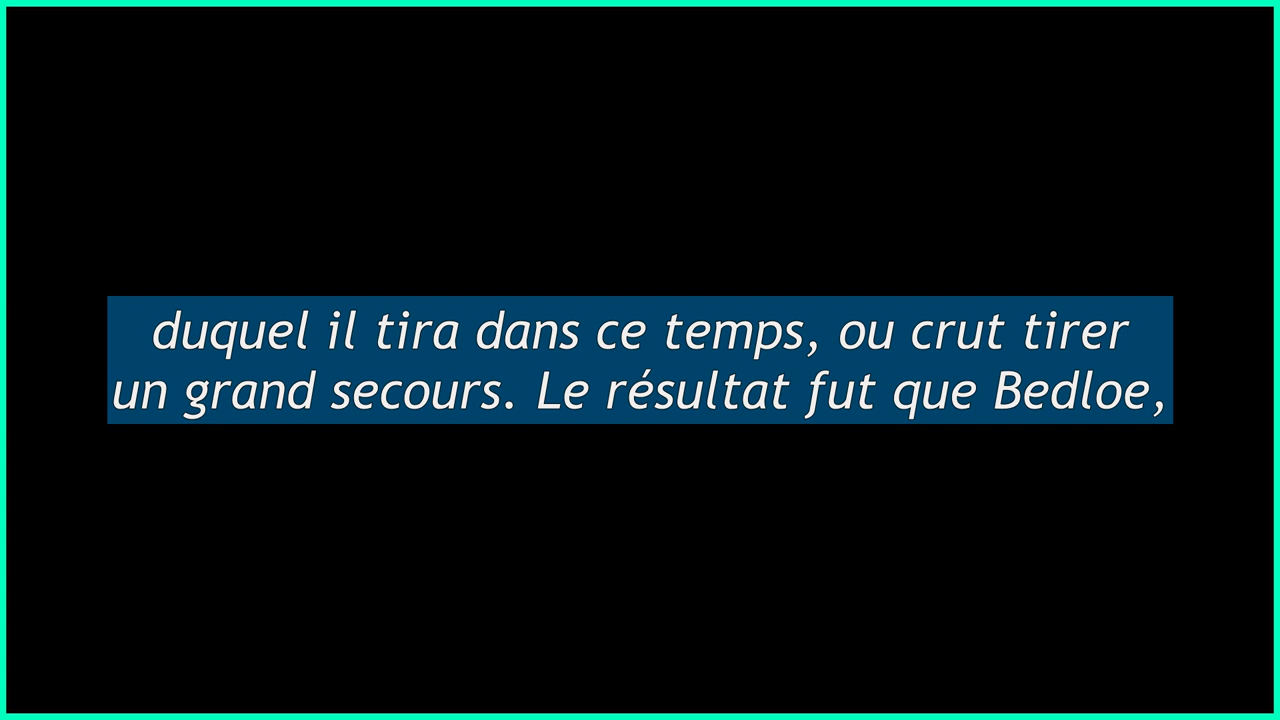 duquel il tira dans ce temps, ou crut tirer
un grand secours. Le résultat fut que Bedloe,